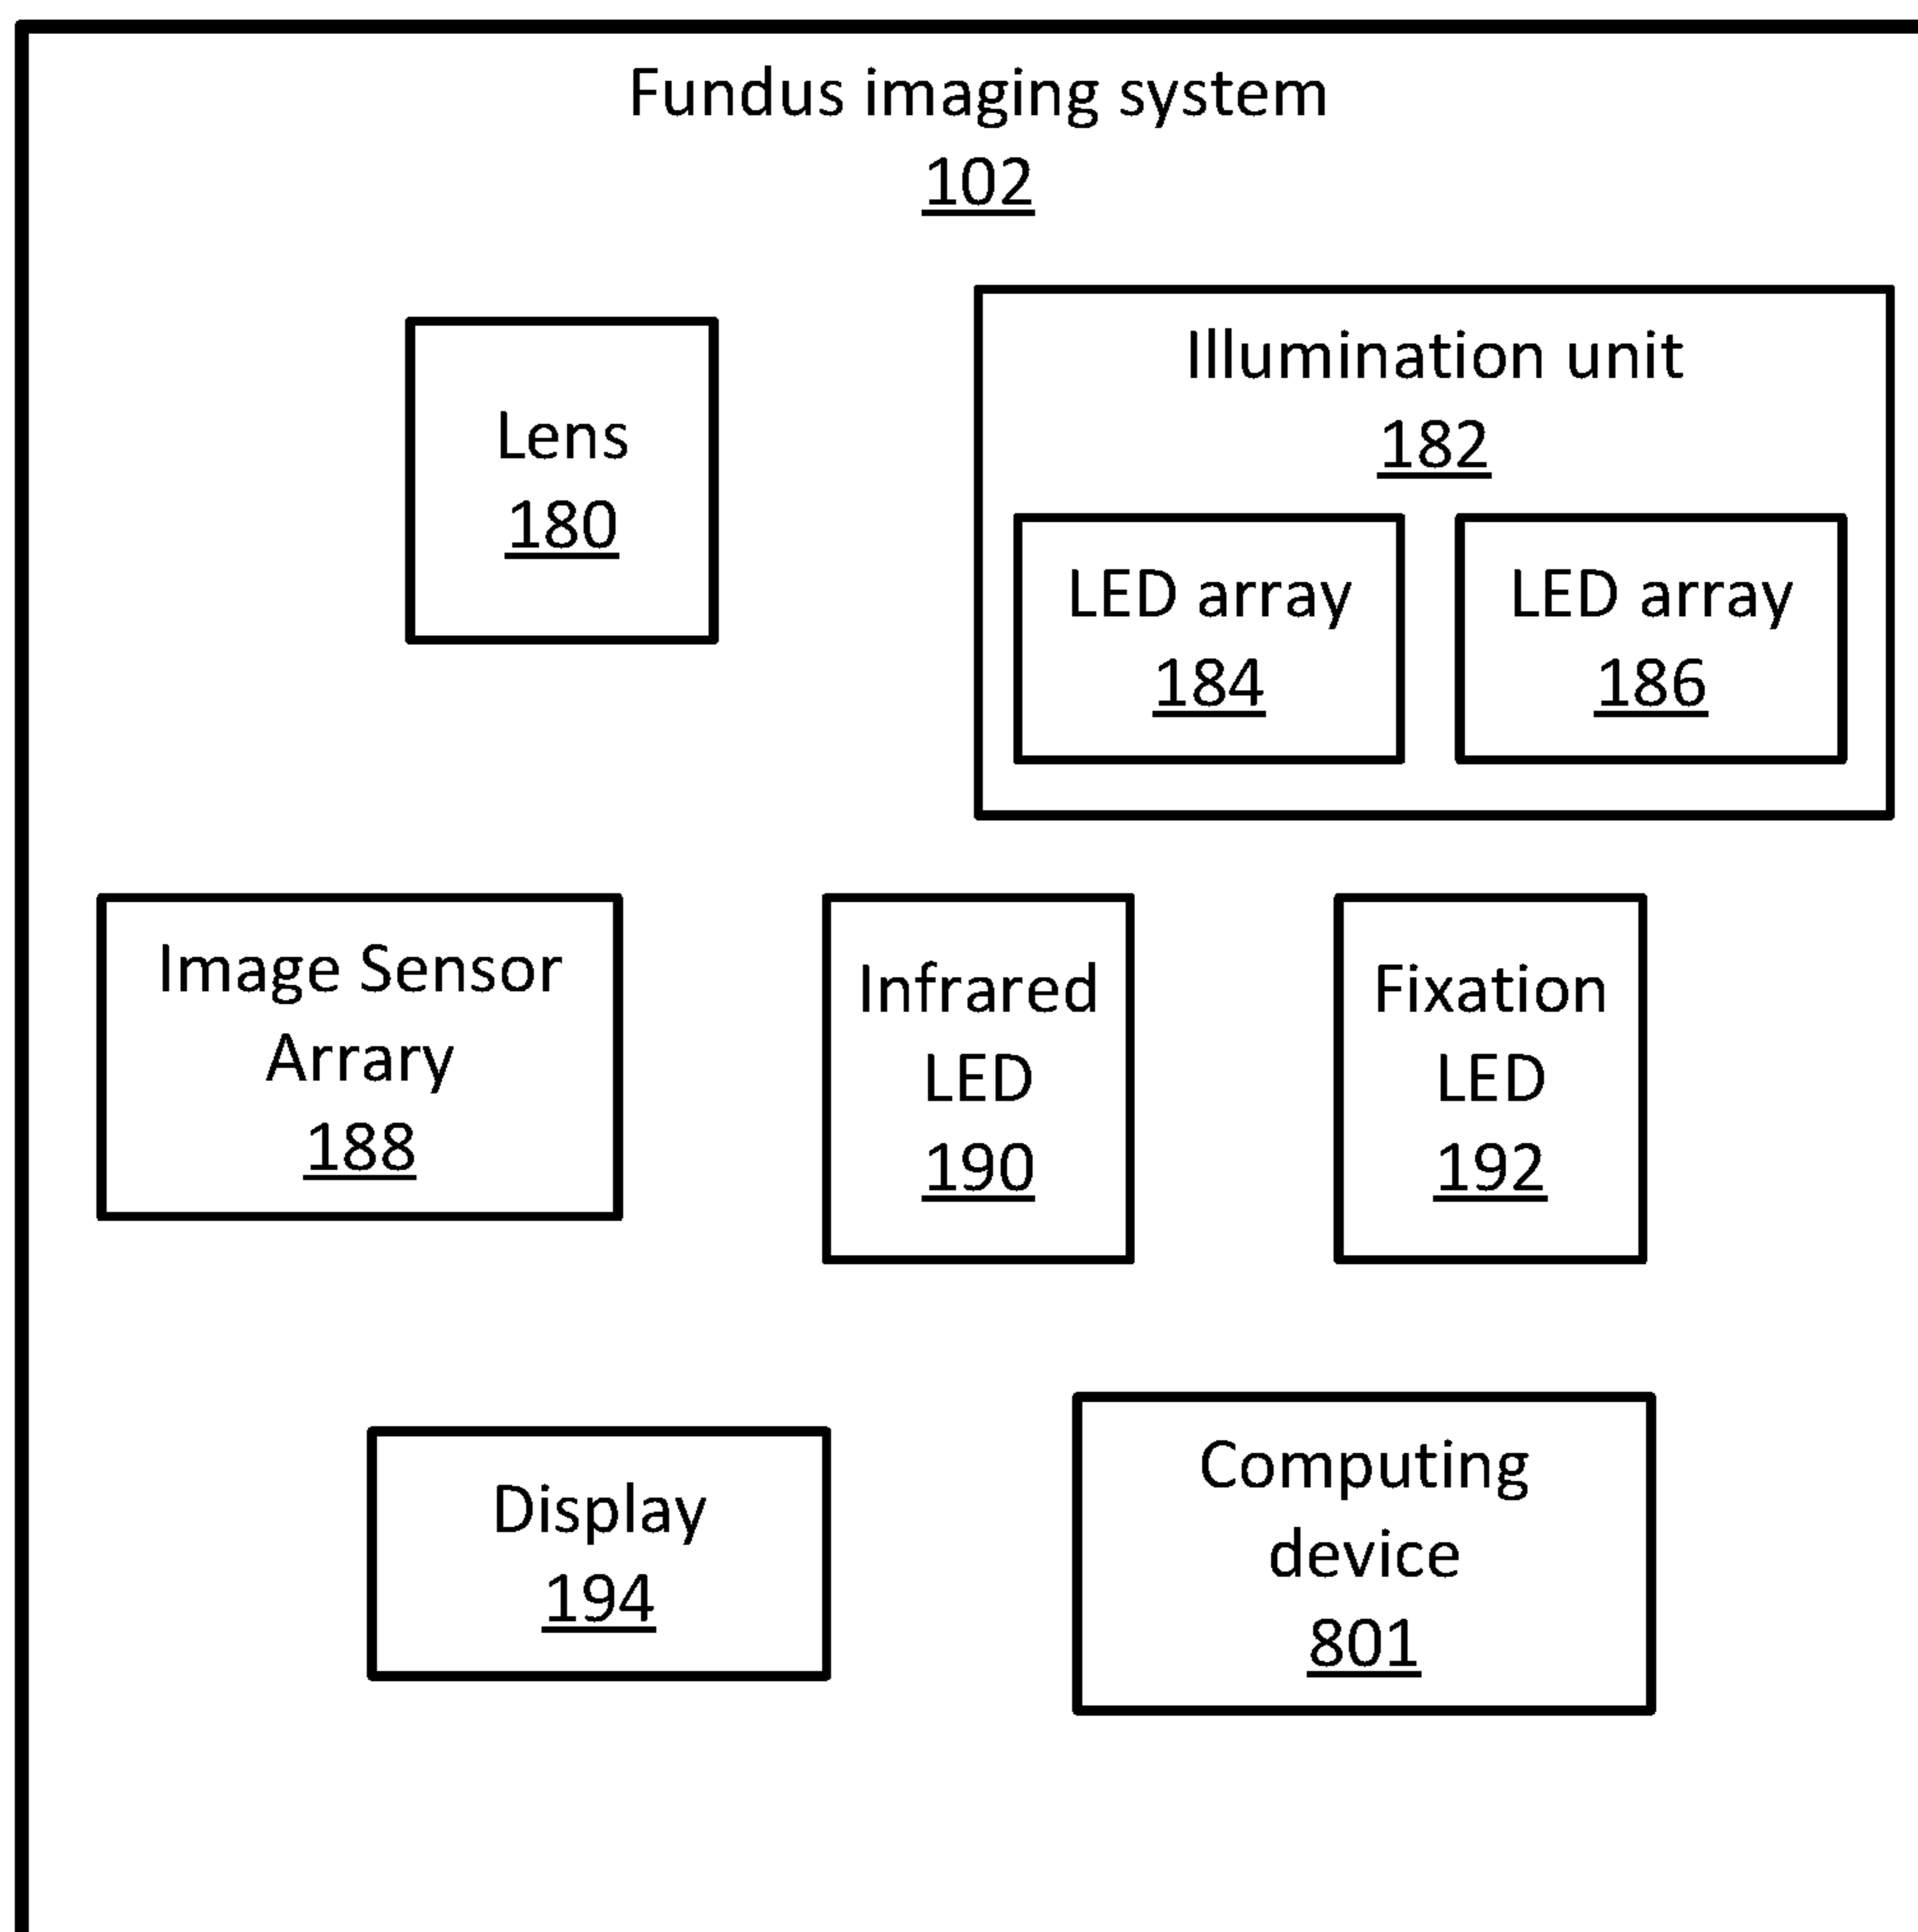 Fundus imaging system
102
Lens
180
Illumination unit
182
LED array
184
LED array
186
Image Sensor
Arrary
188
Infrared
LED
190
Fixation
LED
192
Display
194
Computing
device
801